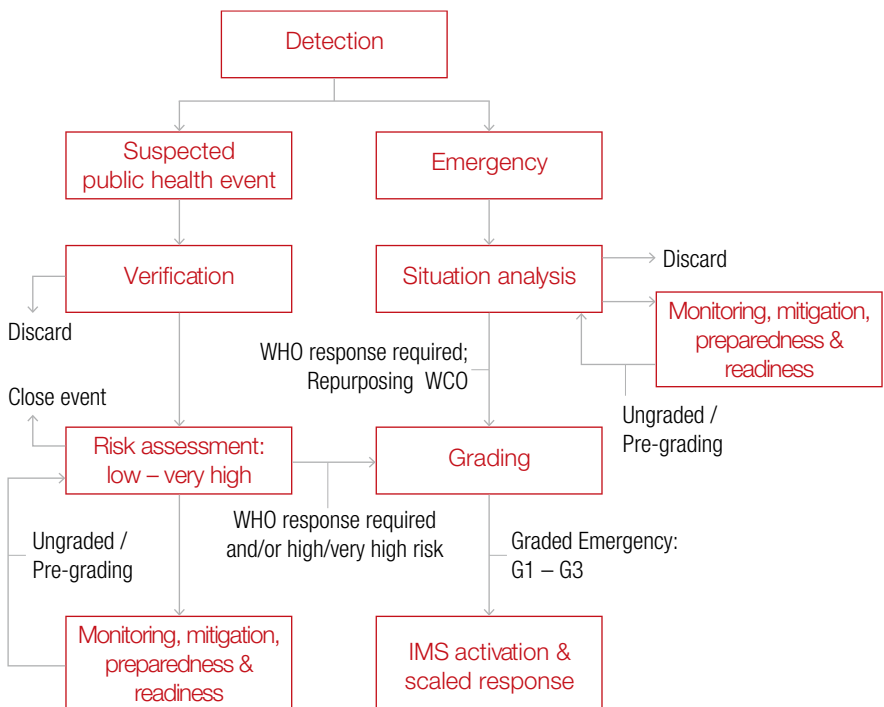 Detection
Suspected
public health event
Emergency
Verification
Situation analysis
Discard
Monitoring, mitigation,
preparedness &
readiness
Discard
WHO response required;
Repurposing WCO
Close event
Ungraded /
Pre-grading
Risk assessment:
low – very high
Grading
WHO response required
and/or high/very high risk
Ungraded /
Pre-grading
Graded Emergency:
G1 – G3
Monitoring, mitigation,
preparedness &
readiness
IMS activation &
scaled response